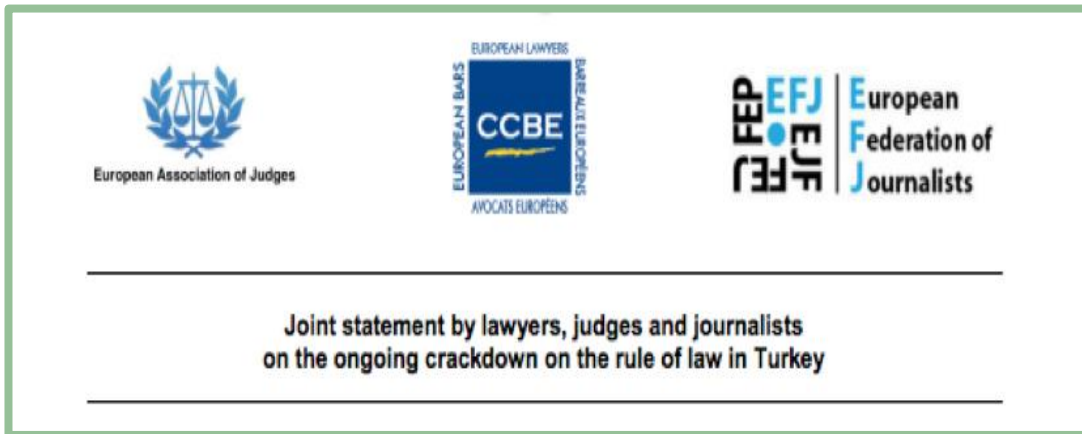 European Association of Judges
EUROPEAN LAWYERS
EUROPEAN BARS
CCBE
BARREAUX EUROPÉENS
AVOCATS EUROPÉENS
FEP
EFJ
EJF
FEJ
European
Federation of
Journalists
Joint statement by lawyers, judges and journalists
on the ongoing crackdown on the rule of law in Turkey